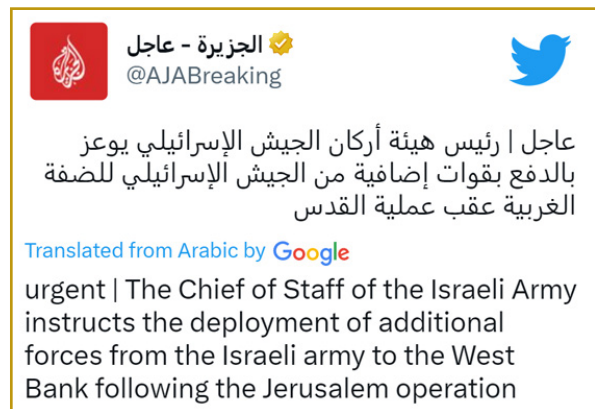 الجزيرة - عاجل
@AJABreaking
عاجل | رئيس هيئة أركان الجيش الإسرائيلي يوعز
بالدفع بقوات إضافية من الجيش الإسرائيلي للضفة
الغربية عقب عملية القدس
Translated from Arabic by Google
urgent | The Chief of Staff of the Israeli Army
instructs the deployment of additional
forces from the Israeli army to the West
Bank following the Jerusalem operation